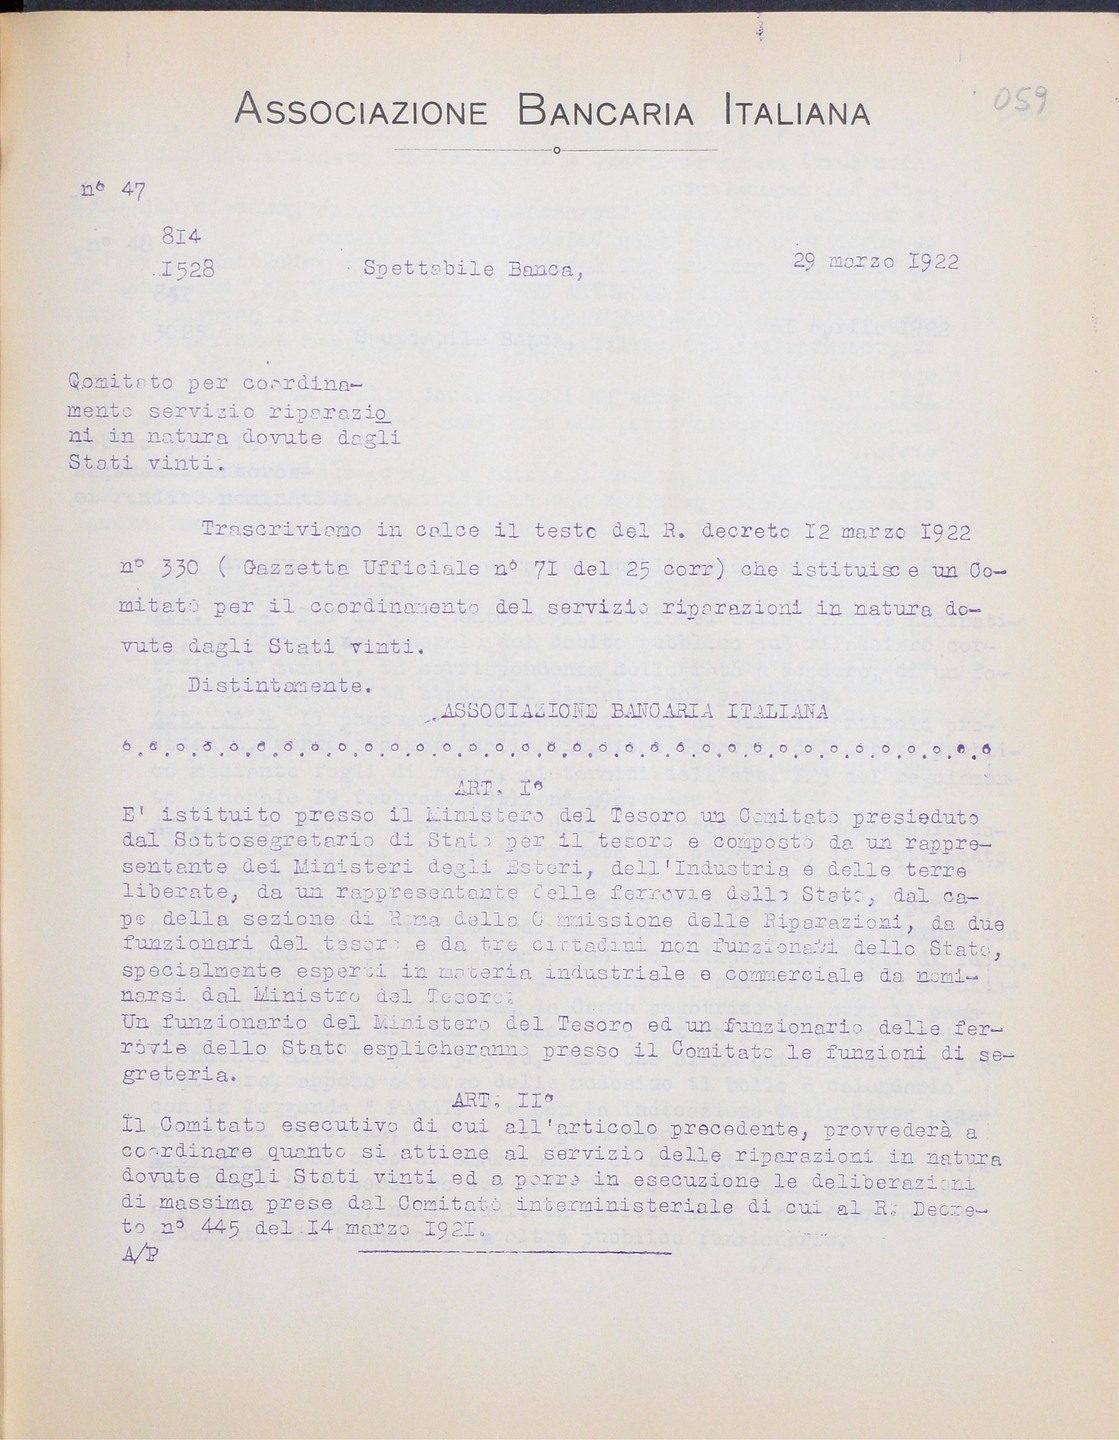 ASSOCIAZIONE BANCARIA ITALIANA
059
n° 47
814
1528
Spettabile Banca,
29 marzo 1922
Comitato per coordina-
mento servizio riparazio
ni in natura dovute dagli
Stati vinti.
Trascriviamo in calce il testo del R. decreto 12 marzo 1922
n° 330 ( Gazzetta Ufficiale n° 71 del 25 corr) che istituisce un Co-
mitato per il coordinamento del servizio riparazioni in natura do-
vute dagli Stati vinti.
Distintamente.
ASSOCIAZIONE BANCARIA ITALIANA
ART. I°
E' istituito presso il Ministero del Tesoro un Comitato presieduto
dal Sottosegretario di Stato per il tesoro e composto da un rappre-
sentante dei Ministeri degli Esteri, dell'Industria e delle terre
liberate, da un rappresentante delle ferrovie dello Stato, dal ca-
po della sezione di Roma della Commissione delle Riparazioni, da due
funzionari del tesoro e da tre cittadini non funzionari dello Stato,
specialmente esperti in materia industriale e commerciale da nomi-
narsi dal Ministro del Tesoro.
Un funzionario del Ministero del Tesoro ed un funzionario delle fer-
rovie dello Stato esplicheranno presso il Comitato le funzioni di se-
greteria.
ART. II°
Il Comitato esecutivo di cui all'articolo precedente, provvederà a
coordinare quanto si attiene al servizio delle riparazioni in natura
dovute dagli Stati vinti ed a porre in esecuzione le deliberazioni
di massima prese dal Comitato interministeriale di cui al R. Decre-
to n° 445 del 14 marzo 1921.
A/P